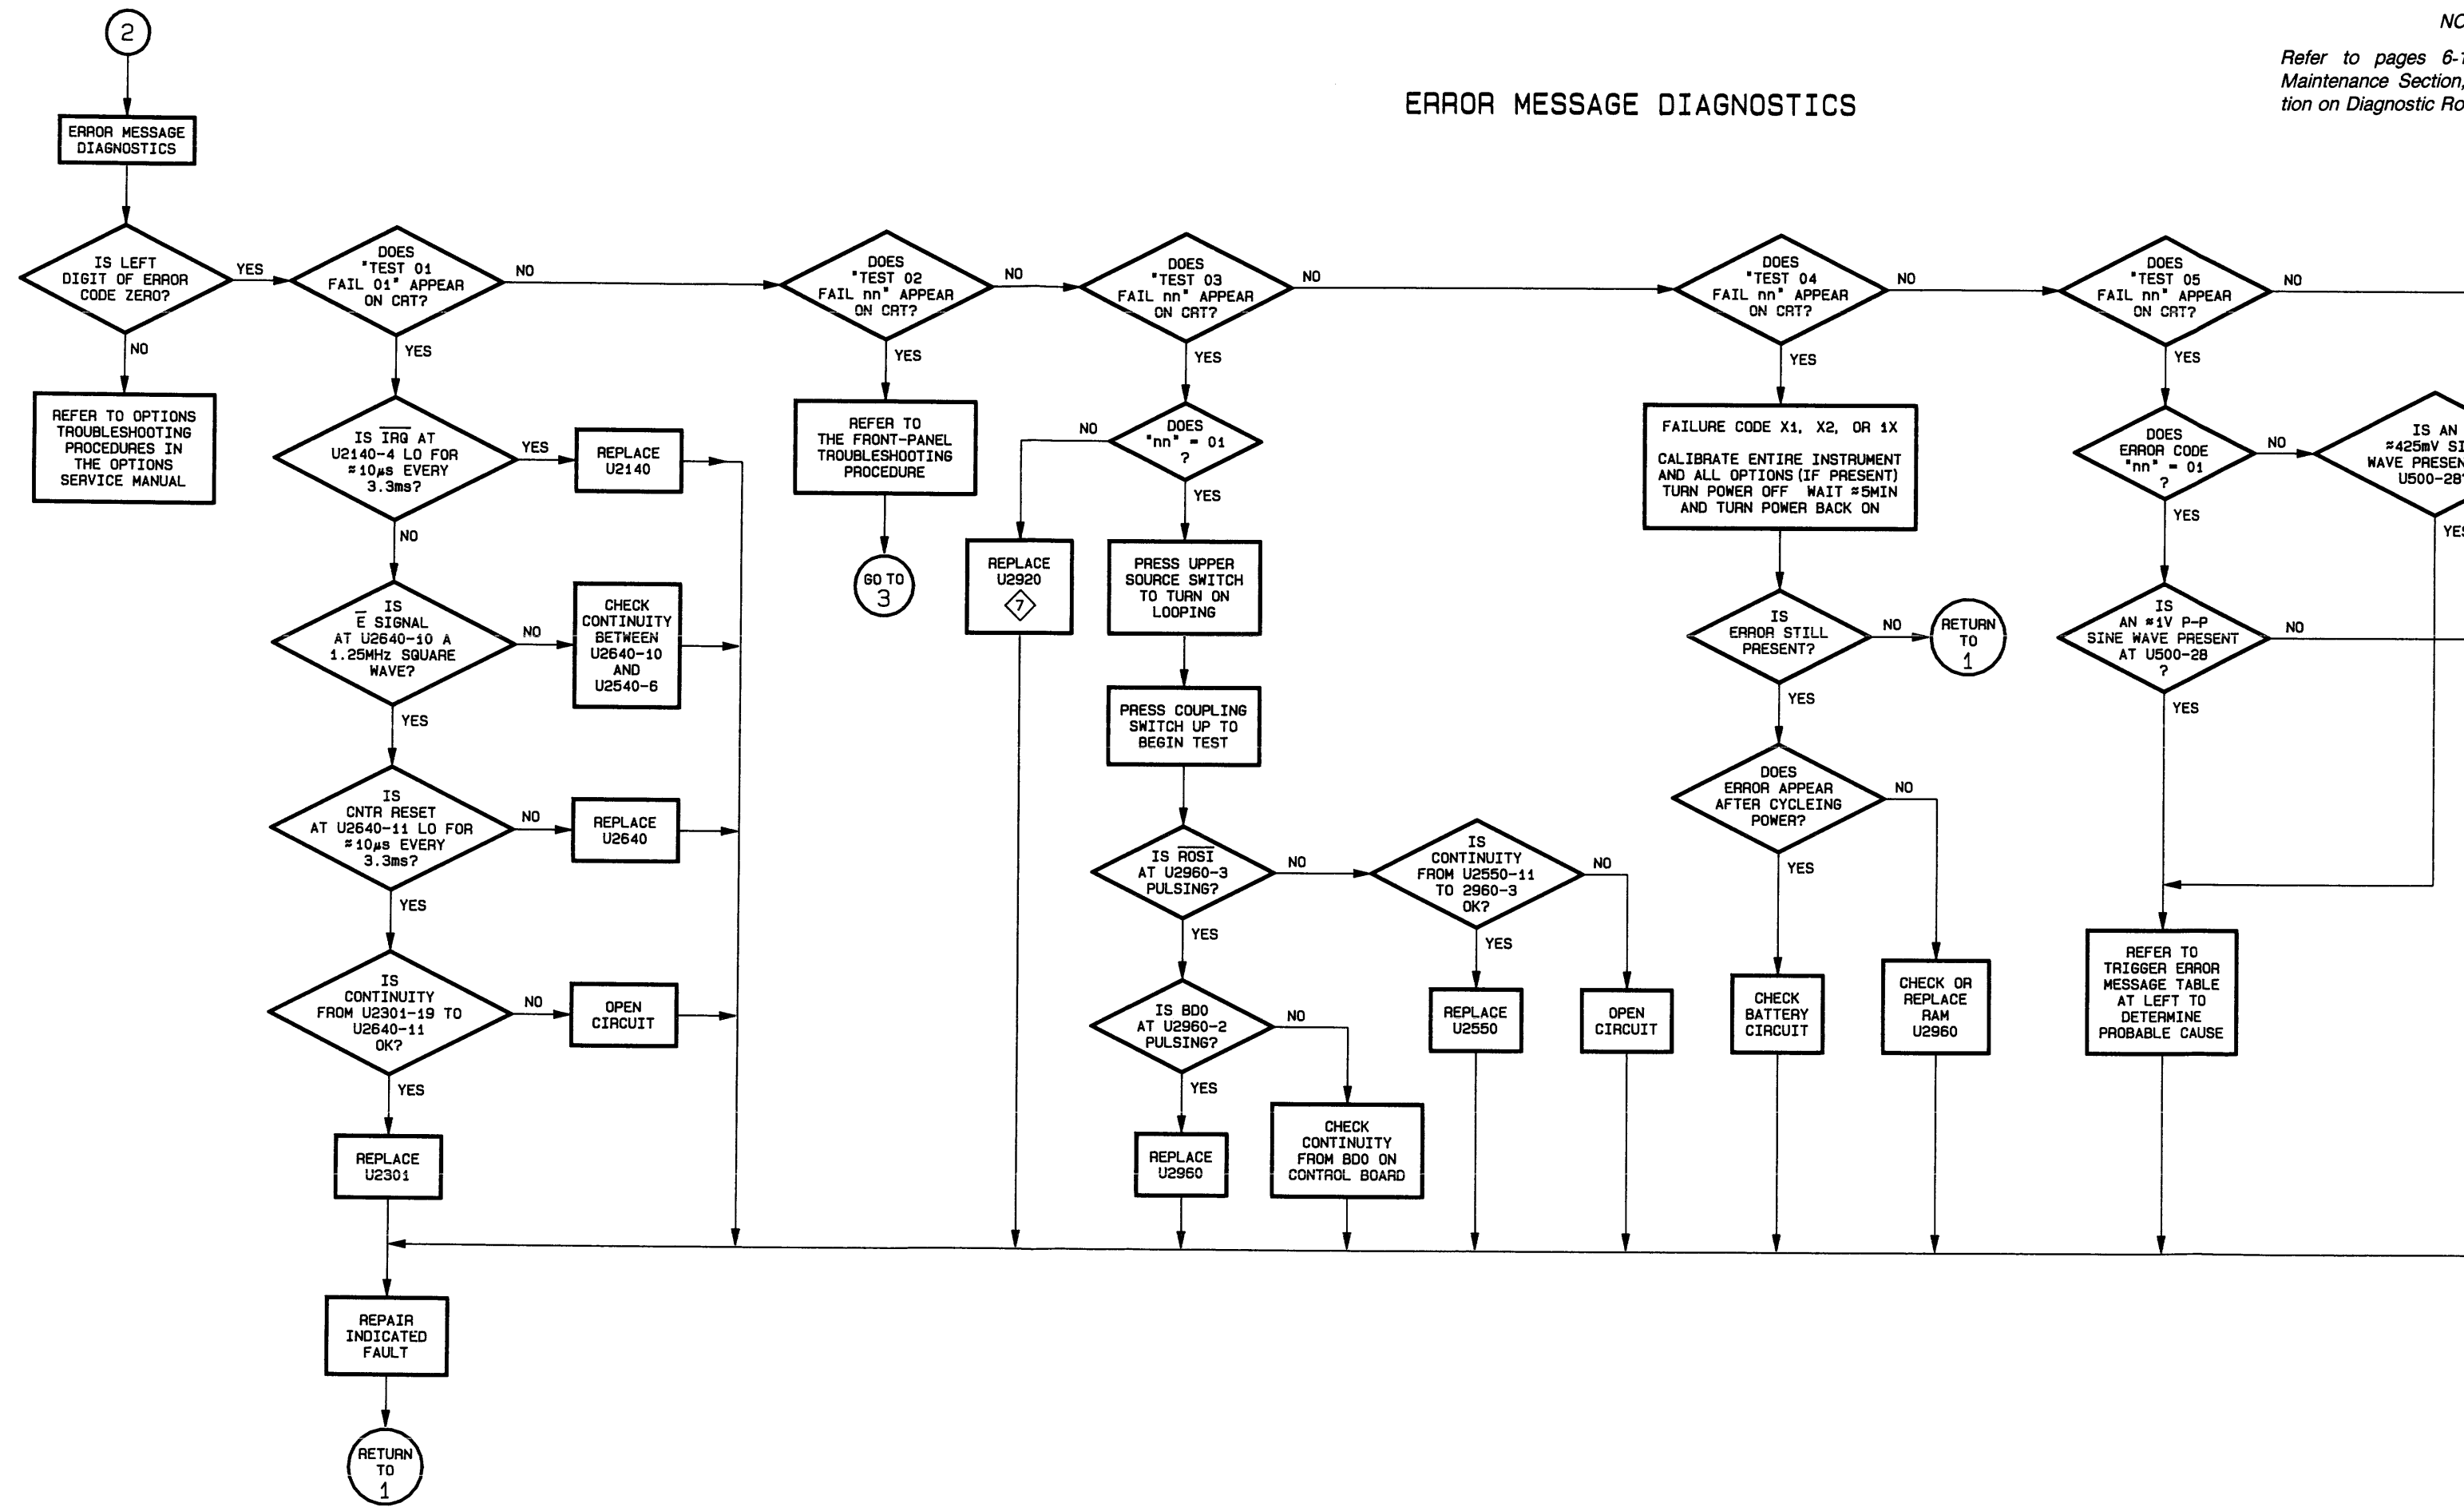 2
NO
Refer to pages 6-1
Maintenance Section,
tion on Diagnostic Ro
ERROR MESSAGE DIAGNOSTICS
ERROR MESSAGE
DIAGNOSTICS
IS LEFT
DIGIT OF ERROR
CODE ZERO?
YES
NO
REFER TO OPTIONS
TROUBLESHOOTING
PROCEDURES IN
THE OPTIONS
SERVICE MANUAL
DOES
"TEST 01
FAIL 01" APPEAR
ON CRT?
NO
YES
IS IRQ AT
U2140-4 LO FOR
≈10µs EVERY
3.3ms?
YES
REPLACE
U2140
NO
IS
E SIGNAL
AT U2640-10 A
1.25MHz SQUARE
WAVE?
NO
CHECK
CONTINUITY
BETWEEN
U2640-10
AND
U2540-6
YES
IS
CNTR RESET
AT U2640-11 LO FOR
≈10µs EVERY
3.3ms?
NO
REPLACE
U2640
YES
IS
CONTINUITY
FROM U2301-19 TO
U2640-11
OK?
NO
OPEN
CIRCUIT
YES
REPLACE
U2301
REPAIR
INDICATED
FAULT
RETURN
TO
1
DOES
"TEST 02
FAIL nn" APPEAR
ON CRT?
NO
YES
REFER TO
THE FRONT-PANEL
TROUBLESHOOTING
PROCEDURE
GO TO
3
DOES
"TEST 03
FAIL nn" APPEAR
ON CRT?
NO
YES
DOES
"nn" = 01
?
NO
REPLACE
U2920
7
YES
PRESS UPPER
SOURCE SWITCH
TO TURN ON
LOOPING
PRESS COUPLING
SWITCH UP TO
BEGIN TEST
IS ROSI
AT U2960-3
PULSING?
NO
IS
CONTINUITY
FROM U2550-11
TO 2960-3
OK?
NO
YES
YES
IS BD0
AT U2960-2
PULSING?
NO
REPLACE
U2550
OPEN
CIRCUIT
YES
REPLACE
U2960
CHECK
CONTINUITY
FROM BD0 ON
CONTROL BOARD
DOES
"TEST 04
FAIL nn" APPEAR
ON CRT?
NO
YES
FAILURE CODE X1, X2, OR 1X
CALIBRATE ENTIRE INSTRUMENT
AND ALL OPTIONS (IF PRESENT)
TURN POWER OFF WAIT ≈5MIN
AND TURN POWER BACK ON
IS
ERROR STILL
PRESENT?
NO
RETURN
TO
1
YES
DOES
ERROR APPEAR
AFTER CYCLEING
POWER?
NO
YES
CHECK
BATTERY
CIRCUIT
CHECK OR
REPLACE
RAM
U2960
DOES
"TEST 05
FAIL nn" APPEAR
ON CRT?
NO
YES
DOES
ERROR CODE
"nn" = 01
?
NO
IS AN
≈425mV SI
WAVE PRESEN
U500-28?
YES
YES
IS
AN ≈1V P-P
SINE WAVE PRESENT
AT U500-28
?
NO
YES
REFER TO
TRIGGER ERROR
MESSAGE TABLE
AT LEFT TO
DETERMINE
PROBABLE CAUSE